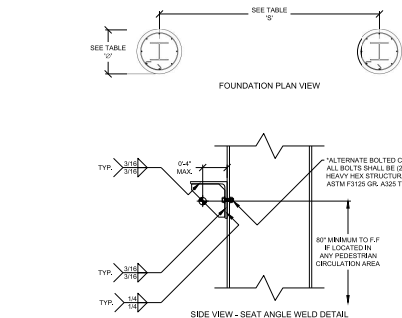 SEE TABLE
'S'
SEE TABLE
FOUNDATION PLAN VIEW
TYP. 3/16
3/16
0'-4"
MAX.
*ALTERNATE BOLTED
ALL BOLTS SHALL BE (2
HEAVY HEX STRUCTUR
ASTM F3125 GR. A325 T
80" MINIMUM TO F.F
IF LOCATED IN
ANY PEDESTRIAN
CIRCULATION AREA
TYP. 3/16
3/16
TYP. 1/4
1/4
SIDE VIEW - SEAT ANGLE WELD DETAIL